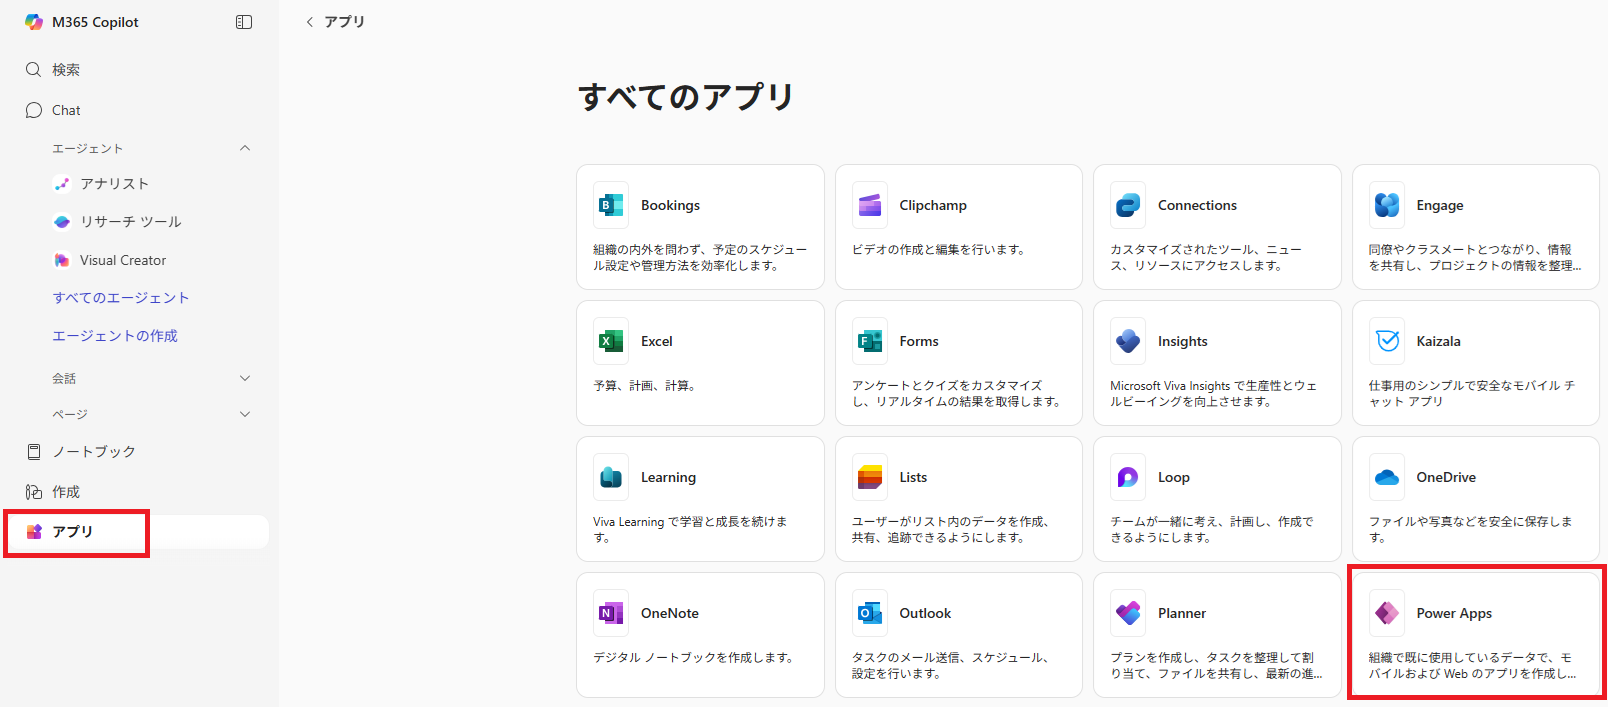 M365 Copilot
検索
Chat
エージェント
アナリスト
リサーチ ツール
Visual Creator
すべてのエージェント
エージェントの作成
会話
ページ
ノートブック
作成
アプリ
アプリ
すべてのアプリ
Bookings
組織の内外を問わず、予定のスケジュー
ル設定や管理方法を効率化します。
Clipchamp
ビデオの作成と編集を行います。
Connections
カスタマイズされたツール、ニュー
ス、リソースにアクセスします。
Engage
同僚やクラスメートとつながり、情報
を共有し、プロジェクトの情報を整理...
Excel
予算、計画、計算。
Forms
アンケートとクイズをカスタマイズ
し、リアルタイムの結果を取得します。
Insights
Microsoft Viva Insights で生産性とウェ
ルビーイングを向上させます。
Kaizala
仕事用のシンプルで安全なモバイル チ
ャット アプリ
Learning
Viva Learning で学習と成長を続けま
す。
Lists
ユーザーがリスト内のデータを作成、
共有、追跡できるようにします。
Loop
チームが一緒に考え、計画し、作成で
きるようにします。
OneDrive
ファイルや写真などを安全に保存しま
す。
OneNote
デジタル ノートブックを作成します。
Outlook
タスクのメール送信、スケジュール、
設定を行います。
Planner
プランを作成し、タスクを整理して割
り当て、ファイルを共有し、最新の進...
Power Apps
組織で既に使用しているデータで、モ
バイルおよび Web のアプリを作成し...